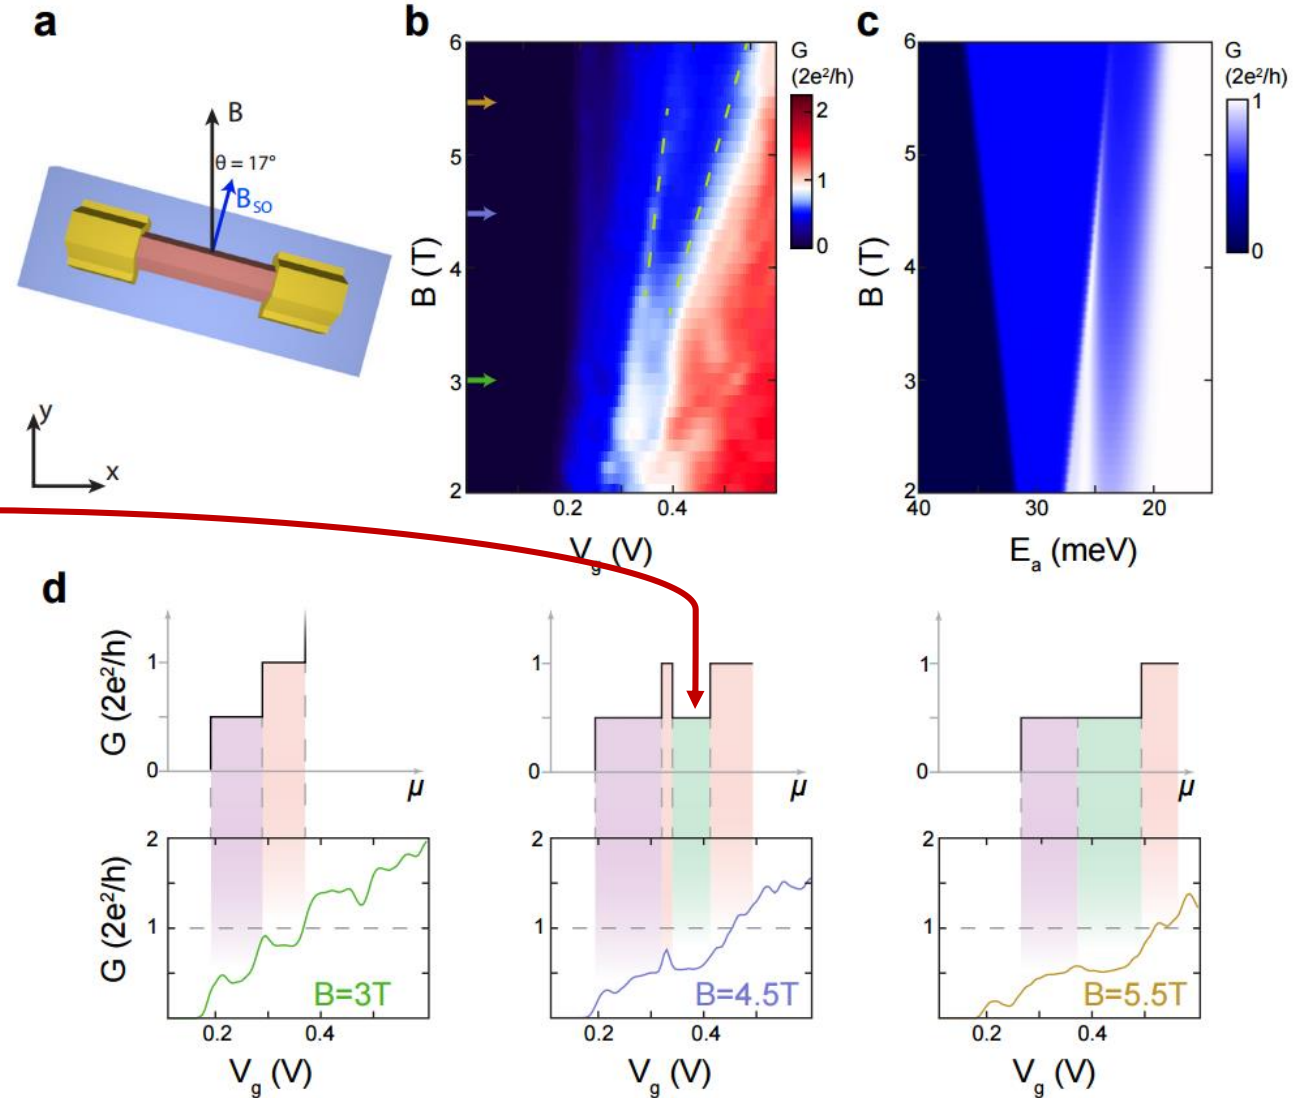 a
B
θ = 17°
B_SO
y
x
b
B (T)
6
5
4
3
2
0.2
0.4
V_g (V)
G
(2e²/h)
2
1
0
c
B (T)
6
5
4
3
2
40
30
20
E_a (meV)
G
(2e²/h)
1
0
d
G (2e²/h)
1
0
μ
G (2e²/h)
2
1
B=3T
0.2
0.4
V_g (V)
1
0
μ
2
1
B=4.5T
0.2
0.4
V_g (V)
G (2e²/h)
1
0
μ
G (2e²/h)
2
1
B=5.5T
0.2
0.4
V_g (V)